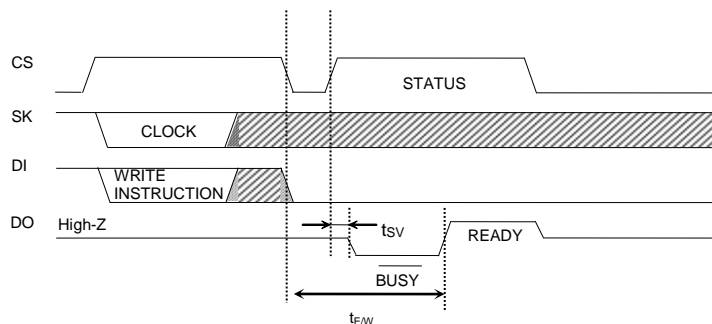 CS
STATUS
SK
CLOCK
DI
WRITE
INSTRUCTION
DO
High-Z
tSV
READY
BUSY
tE/W